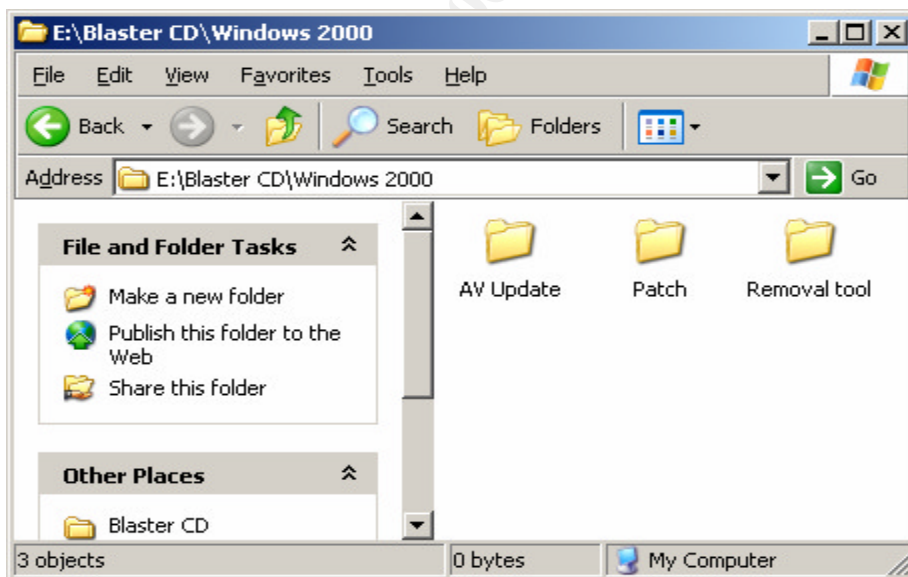 E:\Blaster CD\Windows 2000
File Edit View Favorites Tools Help
Back Search Folders
Address E:\Blaster CD\Windows 2000 Go
File and Folder Tasks
Make a new folder
Publish this folder to the
Web
Share this folder
Other Places
Blaster CD
AV Update Patch Removal tool
3 objects 0 bytes My Computer